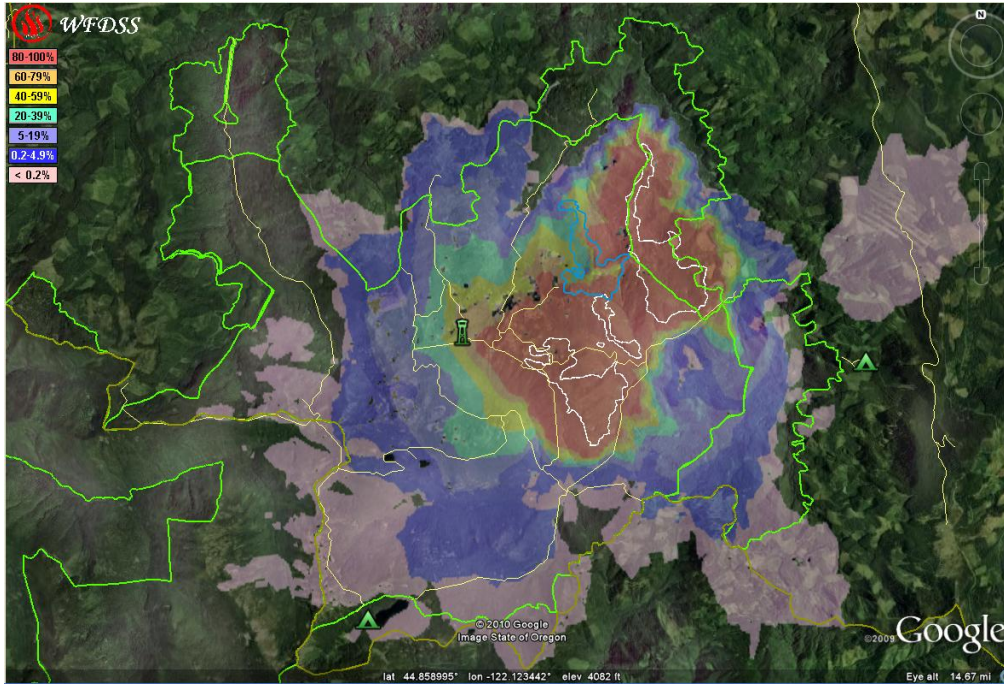 WFDSS
80-100%
60-79%
40-59%
20-39%
5-19%
0.2-4.9%
< 0.2%
N
© 2010 Google
Image State of Oregon
©2009 Google
lat 44.858995° lon -122.123442° elev 4082 ft
Eye alt 14.67 mi